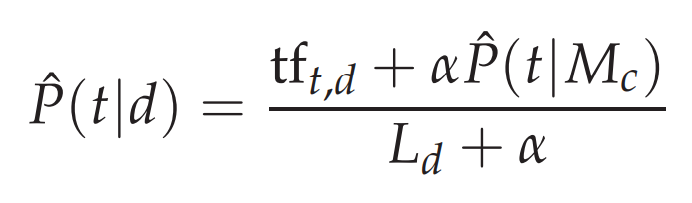 P̂(t|d) = (tf_{t,d} + αP̂(t|M_c)) / (L_d + α)